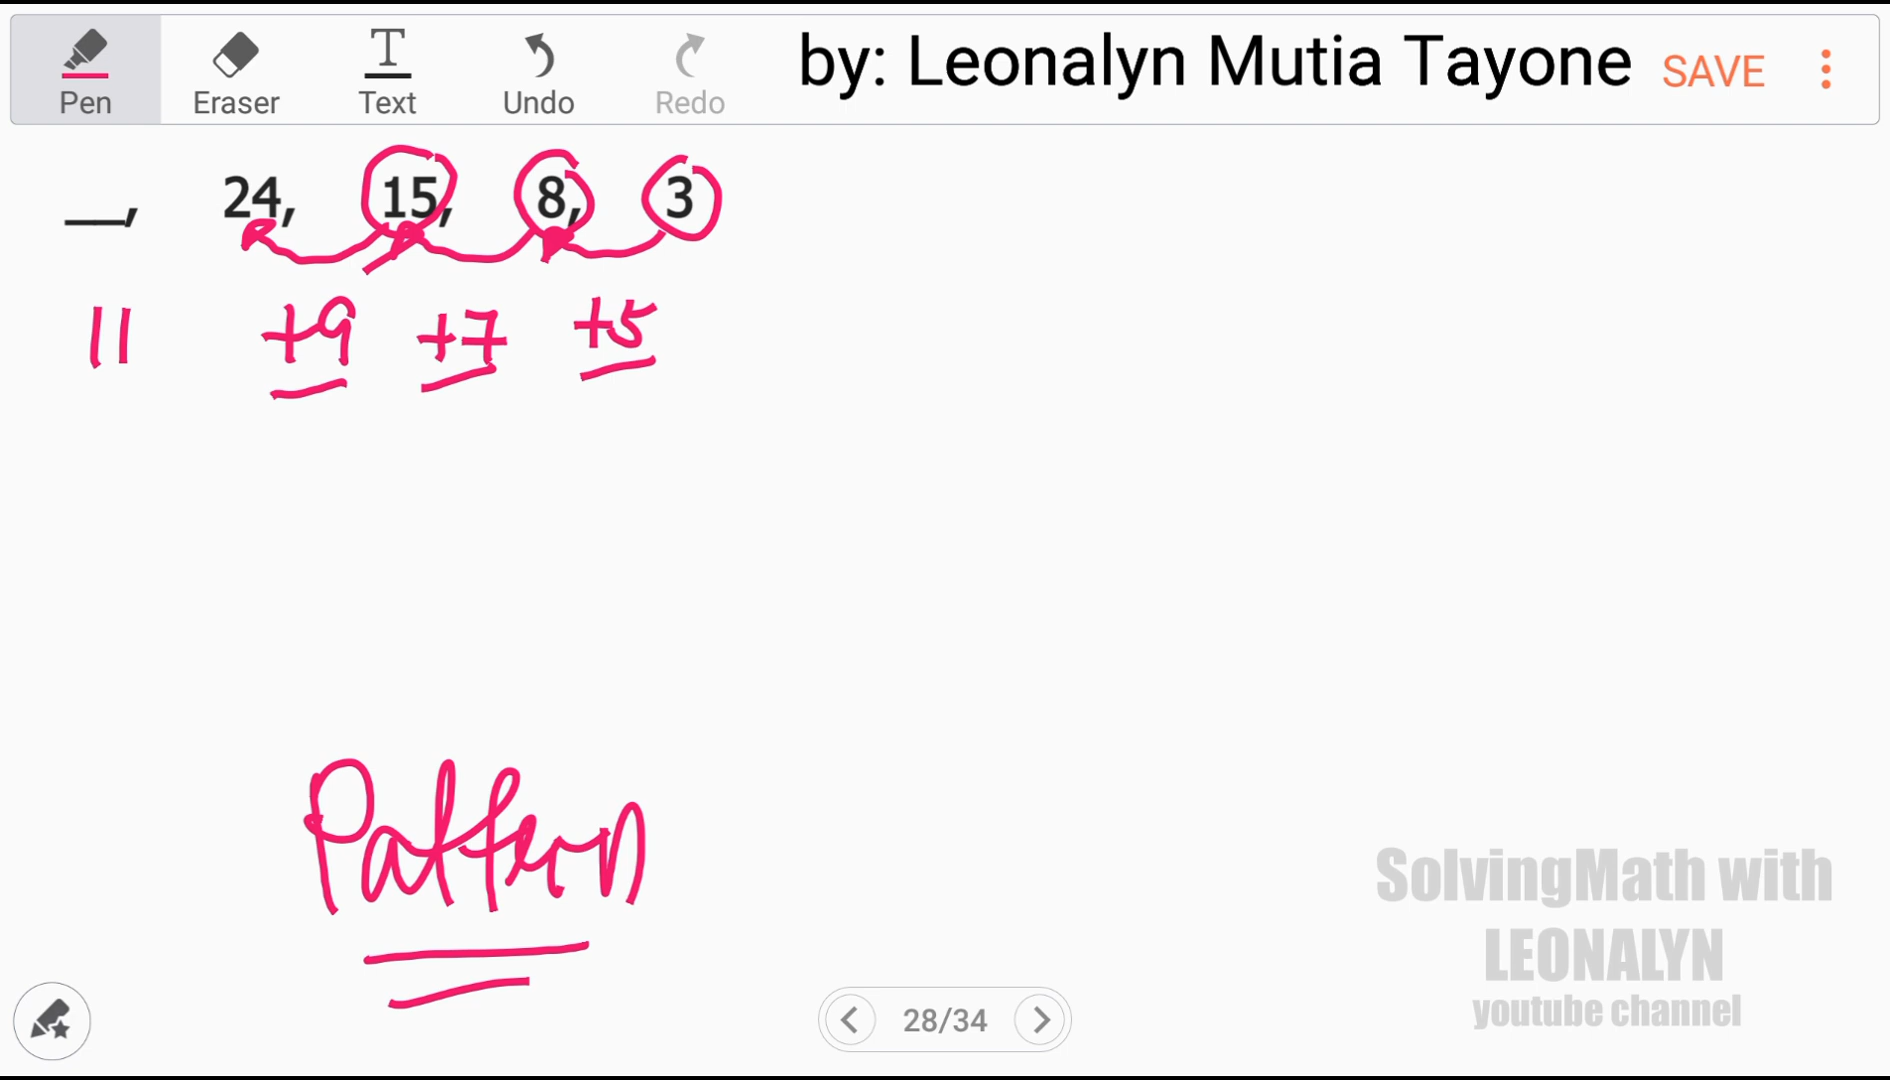 Pen Eraser Text Undo Redo by: Leonalyn Mutia Tayone SAVE
__, 24, 15, 8, 3
11 +9 +7 +5
Pattern
SolvingMath with
LEONALYN
youtube channel
28/34